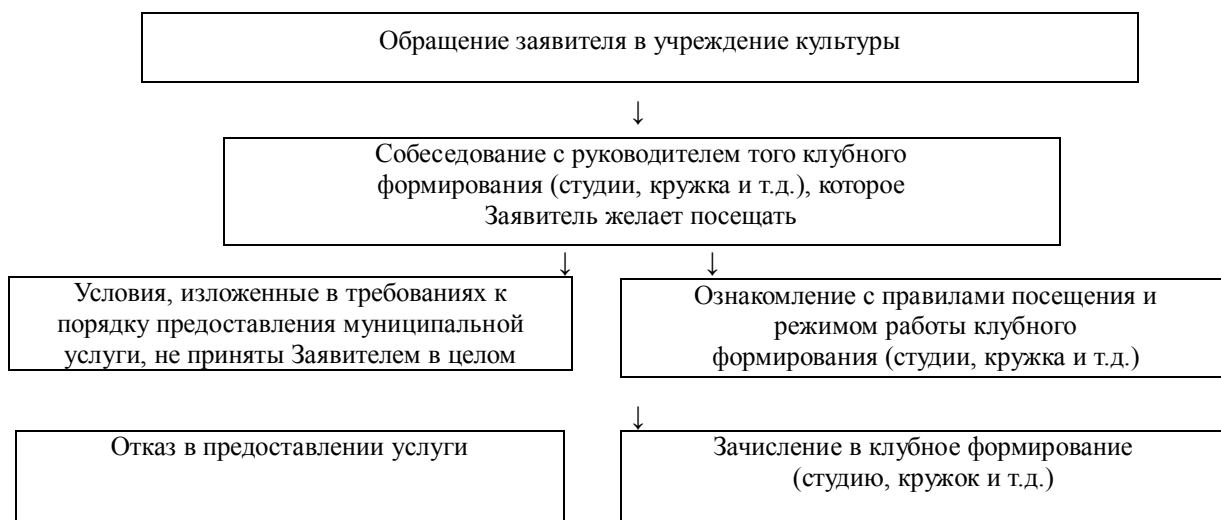 Обращение заявителя в учреждение культуры
↓
Собеседование с руководителем того клубного
формирования (студии, кружка и т.д.), которое
Заявитель желает посещать
↓ ↓
Условия, изложенные в требованиях к
порядку предоставления муниципальной
услуги, не приняты Заявителем в целом
Ознакомление с правилами посещения и
режимом работы клубного
формирования (студии, кружка и т.д.)
↓
Отказ в предоставлении услуги
Зачисление в клубное формирование
(студию, кружок и т.д.)